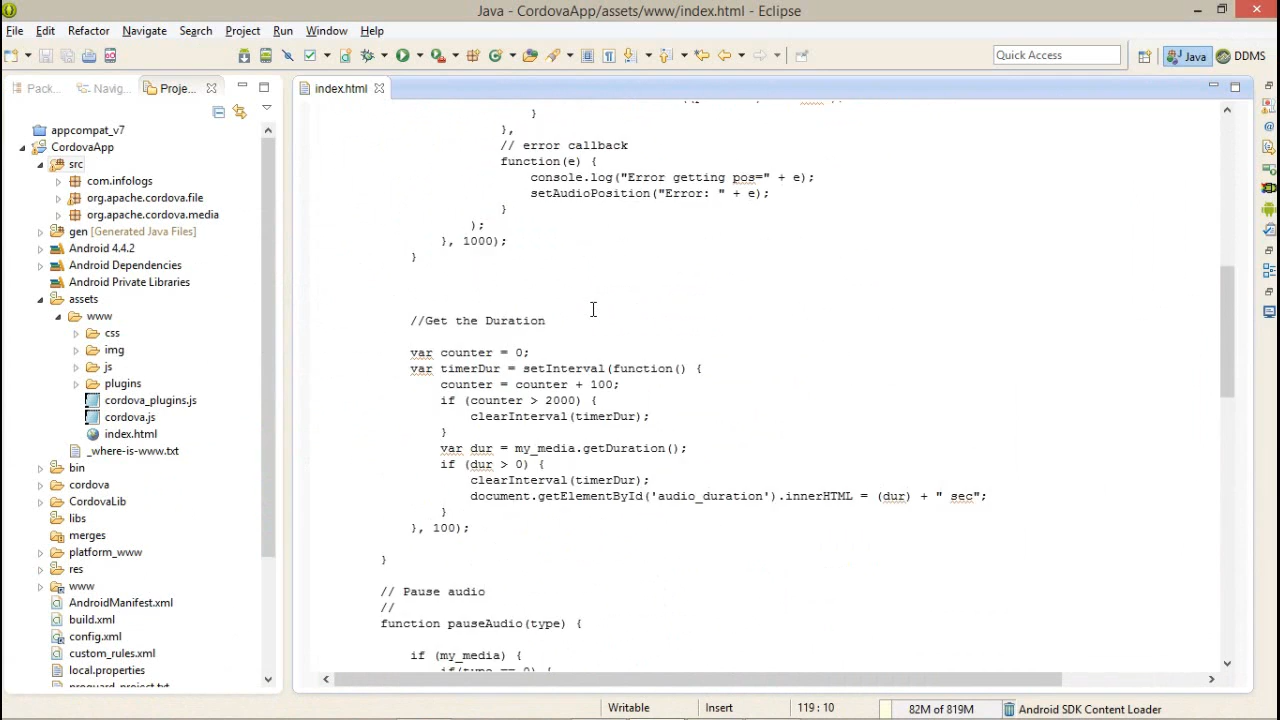 Java - CordovaApp/assets/www/index.html - Eclipse
File Edit Refactor Navigate Search Project Run Window Help
Quick Access
Java
DDMS
Pack...
Navig...
Proje...
index.html
appcompat_v7
CordovaApp
src
com.infologs
org.apache.cordova.file
org.apache.cordova.media
gen [Generated Java Files]
Android 4.4.2
Android Dependencies
Android Private Libraries
assets
www
css
img
js
plugins
cordova_plugins.js
cordova.js
index.html
_where-is-www.txt
bin
cordova
CordovaLib
libs
merges
platform_www
res
www
AndroidManifest.xml
build.xml
config.xml
custom_rules.xml
local.properties
proguard_project.txt
}
},
// error callback
function(e) {
console.log("Error getting pos=" + e);
setAudioPosition("Error: " + e);
}
);
}, 1000);
}
//Get the Duration
var counter = 0;
var timerDur = setInterval(function() {
counter = counter + 100;
if (counter > 2000) {
clearInterval(timerDur);
}
var dur = my_media.getDuration();
if (dur > 0) {
clearInterval(timerDur);
document.getElementById('audio_duration').innerHTML = (dur) + " sec";
}
}, 100);
}
// Pause audio
//
function pauseAudio(type) {
if (my_media) {
if(type == 0) {
Writable
Insert
119 : 10
82M of 819M
Android SDK Content Loader